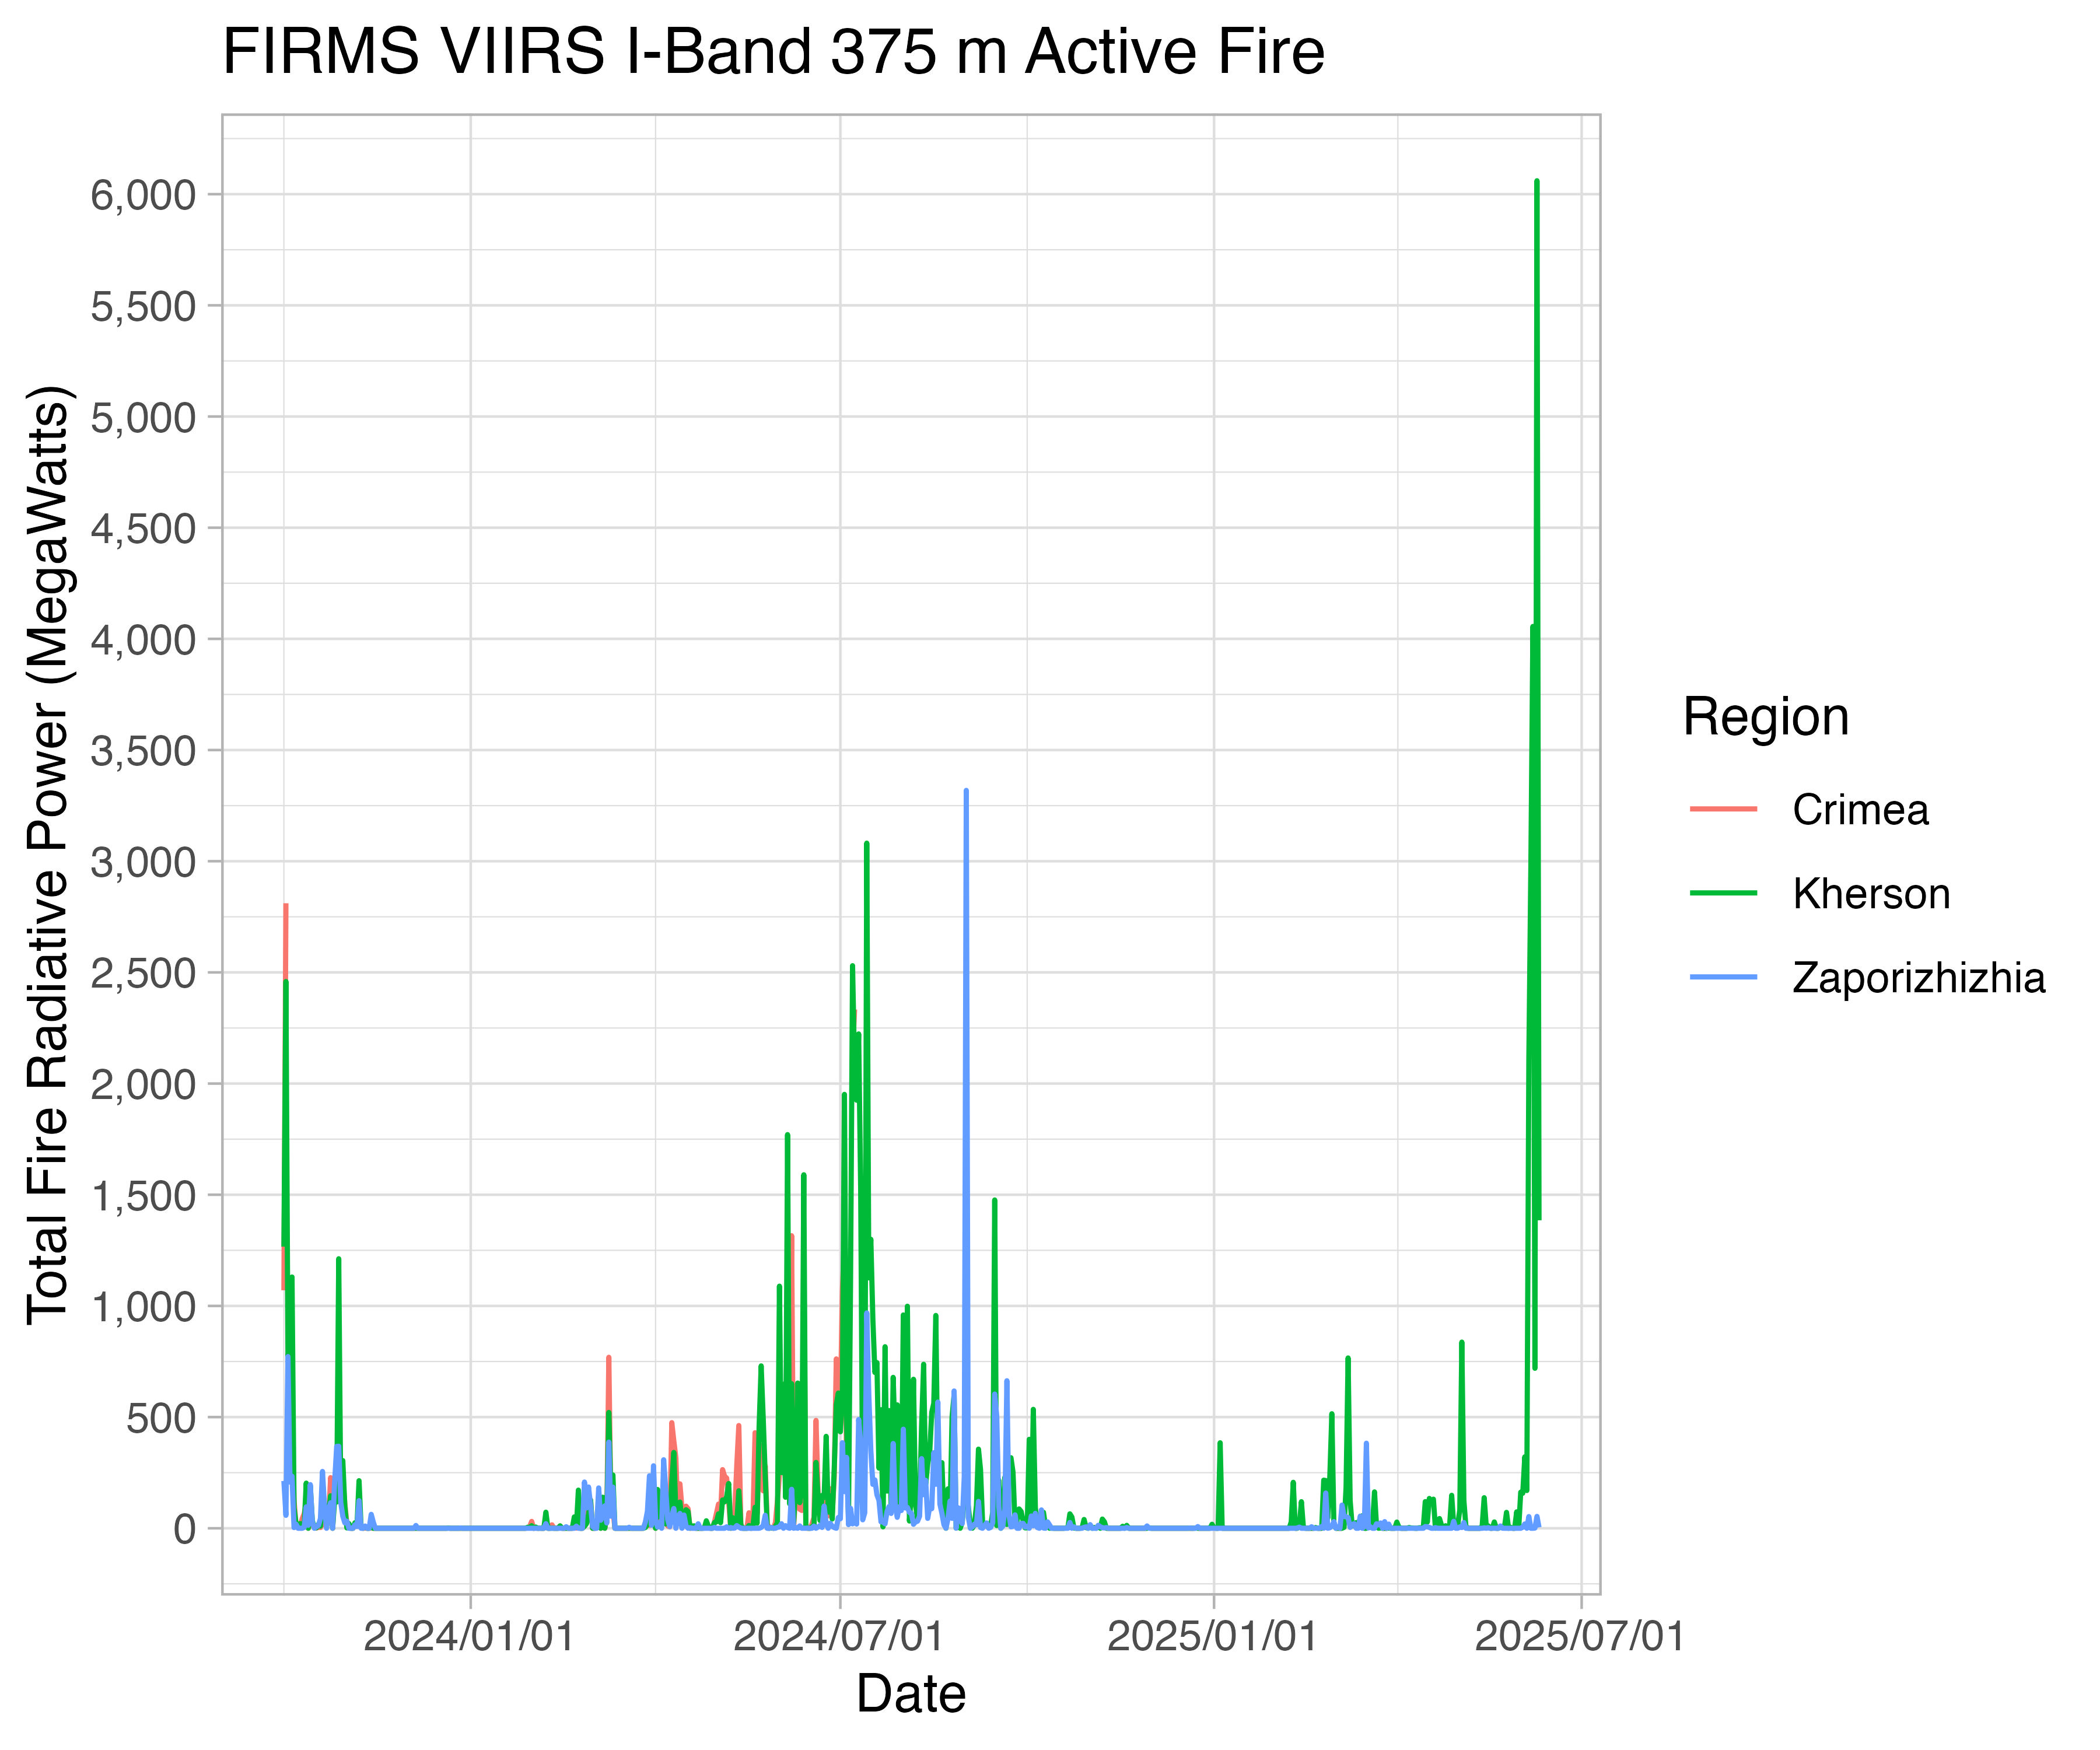 FIRMS VIIRS I-Band 375 m Active Fire
Total Fire Radiative Power (MegaWatts)
6,000
5,500
5,000
4,500
4,000
3,500
3,000
2,500
2,000
1,500
1,000
500
0
2024/01/01
2024/07/01
2025/01/01
2025/07/01
Date
Region
Crimea
Kherson
Zaporizhizhia